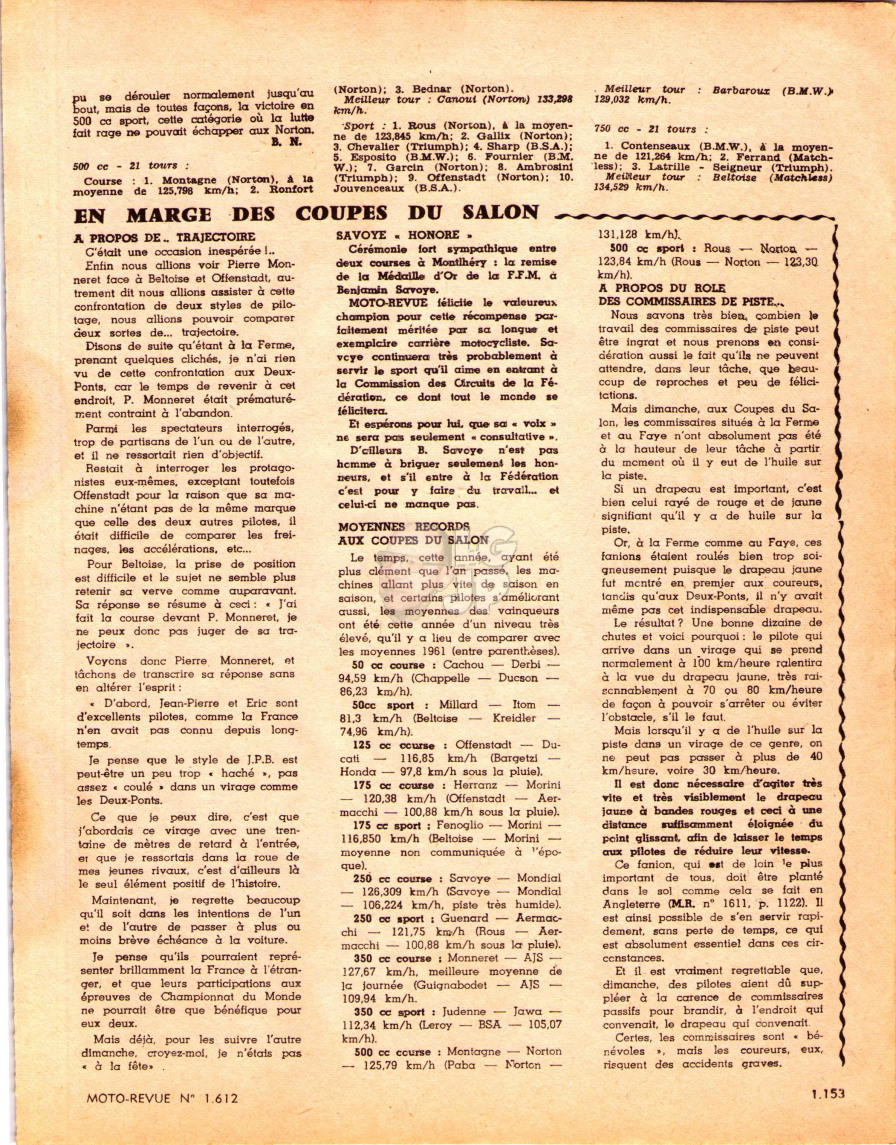 pu se dérouler normalement jusqu'au
bout, mais de toutes façons, la victoire en
500 cc sport, cette catégorie où la lutte
fait rage ne pouvait échapper aux Norton.
B. N.
500 cc - 21 tours :
Course : 1. Montagne (Norton), à la
moyenne de 125,798 km/h; 2. Ronfort
(Norton); 3. Bednar (Norton).
Meilleur tour : Canoui (Norton) 133,298
km/h.
Sport : 1. Rous (Norton), à la moyen-
ne de 123,845 km/h; 2. Gallix (Norton);
3. Chevalier (Triumph); 4. Sharp (B.S.A.);
5. Esposito (B.M.W.); 6. Fournier (B.M.
W.); 7. Garcin (Norton); 8. Ambrosini
(Triumph); 9. Offenstadt (Norton); 10.
Jouvenceaux (B.S.A.).
Meilleur tour : Barbaroux (B.M.W.)
129,032 km/h.
750 cc - 21 tours :
1. Contenseaux (B.M.W.), à la moyen-
ne de 121,264 km/h; 2. Ferrand (Match-
less); 3. Latrille - Seigneur (Triumph).
Meilleur tour : Beltoise (Matchless)
134,529 km/h.
EN MARGE DES COUPES DU SALON
A PROPOS DE.. TRAJECTOIRE
C'était une occasion inespérée !..
Enfin nous allions voir Pierre Mon-
neret face à Beltoise et Offenstadt, au-
trement dit nous allions assister à cette
confrontation de deux styles de pilo-
tage, nous allions pouvoir comparer
deux sortes de... trajectoire.
Disons de suite qu'étant à la Ferme,
prenant quelques clichés, je n'ai rien
vu de cette confrontation aux Deux-
Ponts, car le temps de revenir à cet
endroit, P. Monneret était prématuré-
ment contraint à l'abandon.
Parmi les spectateurs interrogés,
trop de partisans de l'un ou de l'autre,
et il ne ressortait rien d'objectif.
Restait à interroger les protago-
nistes eux-mêmes, exceptant toutefois
Offenstadt pour la raison que sa ma-
chine n'étant pas de la même marque
que celle des deux autres pilotes, il
était difficile de comparer les frei-
nages, les accélérations, etc...
Pour Beltoise, la prise de position
est difficile et le sujet ne semble plus
retenir sa verve comme auparavant.
Sa réponse se résume à ceci : « J'ai
fait la course devant P. Monneret, je
ne peux donc pas juger de sa tra-
jectoire ».
Voyons donc Pierre Monneret, et
tâchons de transcrire sa réponse sans
en altérer l'esprit :
« D'abord, Jean-Pierre et Eric sont
d'excellents pilotes, comme la France
n'en avait pas connu depuis long-
temps.
Je pense que le style de J.P.B. est
peut-être un peu trop « haché », pas
assez « coulé » dans un virage comme
les Deux-Ponts.
Ce que je peux dire, c'est que
j'abordais ce virage avec une tren-
taine de mètres de retard à l'entrée,
et que je ressortais dans la roue de
mes jeunes rivaux, c'est d'ailleurs là
le seul élément positif de l'histoire.
Maintenant, je regrette beaucoup
qu'il soit dans les intentions de l'un
et de l'autre de passer à plus ou
moins brève échéance à la voiture.
Je pense qu'ils pourraient repré-
senter brillamment la France à l'étran-
ger, et que leurs participations aux
épreuves de Championnat du Monde
ne pourrait être que bénéfique pour
eux deux.
Mais déjà, pour les suivre l'autre
dimanche, croyez-moi, je n'étais pas
« à la fête» .
SAVOYE « HONORE »
Cérémonie fort sympathique entre
deux courses à Montlhéry : la remise
de la Médaille d'Or de la F.F.M. à
Benjamin Savoye.
MOTO-REVUE félicite le valeureux
champion pour cette récompense par-
faitement méritée par sa longue et
exemplaire carrière motocycliste. Sa-
voye continuera très probablement à
servir le sport qu'il aime en entrant à
la Commission des Circuits de la Fé-
dération, ce dont tout le monde se
félicitera.
Et espérons pour lui, que sa « voix »
ne sera pas seulement « consultative ».
D'ailleurs B. Savoye n'est pas
homme à briguer seulement les hon-
neurs, et s'il entre à la Fédération
c'est pour y faire du travail... et
celui-ci ne manque pas.
MOYENNES RECORDS
AUX COUPES DU SALON
Le temps, cette année, ayant été
plus clément que l'an passé, les ma-
chines allant plus vite de saison en
saison, et certains pilotes s'améliorant
aussi, les moyennes des vainqueurs
ont été cette année d'un niveau très
élevé, qu'il y a lieu de comparer avec
les moyennes 1961 (entre parenthèses).
50 cc course : Cachou — Derbi —
94,59 km/h (Chappelle — Ducson —
86,23 km/h).
50cc sport : Millard — Itom —
81,3 km/h (Beltoise — Kreidler —
74,96 km/h).
125 cc course : Offenstadt — Du-
cati — 116,85 km/h (Bargetzi —
Honda — 97,8 km/h sous la pluie).
175 cc course : Herranz — Morini
— 120,38 km/h (Offenstadt — Aer-
macchi — 100,88 km/h sous la pluie).
175 cc sport : Fenoglio — Morini —
116,850 km/h (Beltoise — Morini —
moyenne non communiquée à l'épo-
que).
250 cc course : Savoye — Mondial
— 126,309 km/h (Savoye — Mondial
— 106,224 km/h, piste très humide).
250 cc sport : Guenard — Aermac-
chi — 121,75 km/h (Rous — Aer-
macchi — 100,88 km/h sous la pluie).
350 cc course : Monneret — AJS —
127,67 km/h, meilleure moyenne de
la journée (Guignabodet — AJS —
109,94 km/h.
350 cc sport : Judenne — Jawa —
112,34 km/h (Leroy — BSA — 105,07
km/h).
500 cc course : Montagne — Norton
— 125,79 km/h (Paba — Norton —
131,128 km/h).
500 cc sport : Rous — Norton —
123,84 km/h (Rous — Norton — 123,30
km/h).
A PROPOS DU ROLE
DES COMMISSAIRES DE PISTE...
Nous savons très bien, combien le
travail des commissaires de piste peut
être ingrat et nous prenons en consi-
dération aussi le fait qu'ils ne peuvent
attendre, dans leur tâche, que beau-
coup de reproches et peu de félici-
tations.
Mais dimanche, aux Coupes du Sa-
lon, les commissaires situés à la Ferme
et au Faye n'ont absolument pas été
à la hauteur de leur tâche à partir
du moment où il y eut de l'huile sur
la piste.
Si un drapeau est important, c'est
bien celui rayé de rouge et de jaune
signifiant qu'il y a de huile sur la
piste.
Or, à la Ferme comme au Faye, ces
fanions étaient roulés bien trop soi-
gneusement puisque le drapeau jaune
fut montré en premier aux coureurs,
tandis qu'aux Deux-Ponts, il n'y avait
même pas cet indispensable drapeau.
Le résultat ? Une bonne dizaine de
chutes et voici pourquoi : le pilote qui
arrive dans un virage qui se prend
normalement à 100 km/heure ralentira
à la vue du drapeau jaune, très rai-
sonnablement à 70 ou 80 km/heure
de façon à pouvoir s'arrêter ou éviter
l'obstacle, s'il le faut.
Mais lorsqu'il y a de l'huile sur la
piste dans un virage de ce genre, on
ne peut pas passer à plus de 40
km/heure, voire 30 km/heure.
Il est donc nécessaire d'agiter très
vite et très visiblement le drapeau
jaune à bandes rouges et ceci à une
distance suffisamment éloignée du
point glissant, afin de laisser le temps
aux pilotes de réduire leur vitesse.
Ce fanion, qui est de loin le plus
important de tous, doit être planté
dans le sol comme cela se fait en
Angleterre (M.R. n° 1611, p. 1122). Il
est ainsi possible de s'en servir rapi-
dement, sans perte de temps, ce qui
est absolument essentiel dans ces cir-
constances.
Et il est vraiment regrettable que,
dimanche, des pilotes aient dû sup-
pléer à la carence de commissaires
passifs pour brandir, à l'endroit qui
convenait, le drapeau qui convenait.
Certes, les commissaires sont « bé-
névoles », mais les coureurs, eux,
risquent des accidents graves.
MOTO-REVUE N° 1.612
1.153